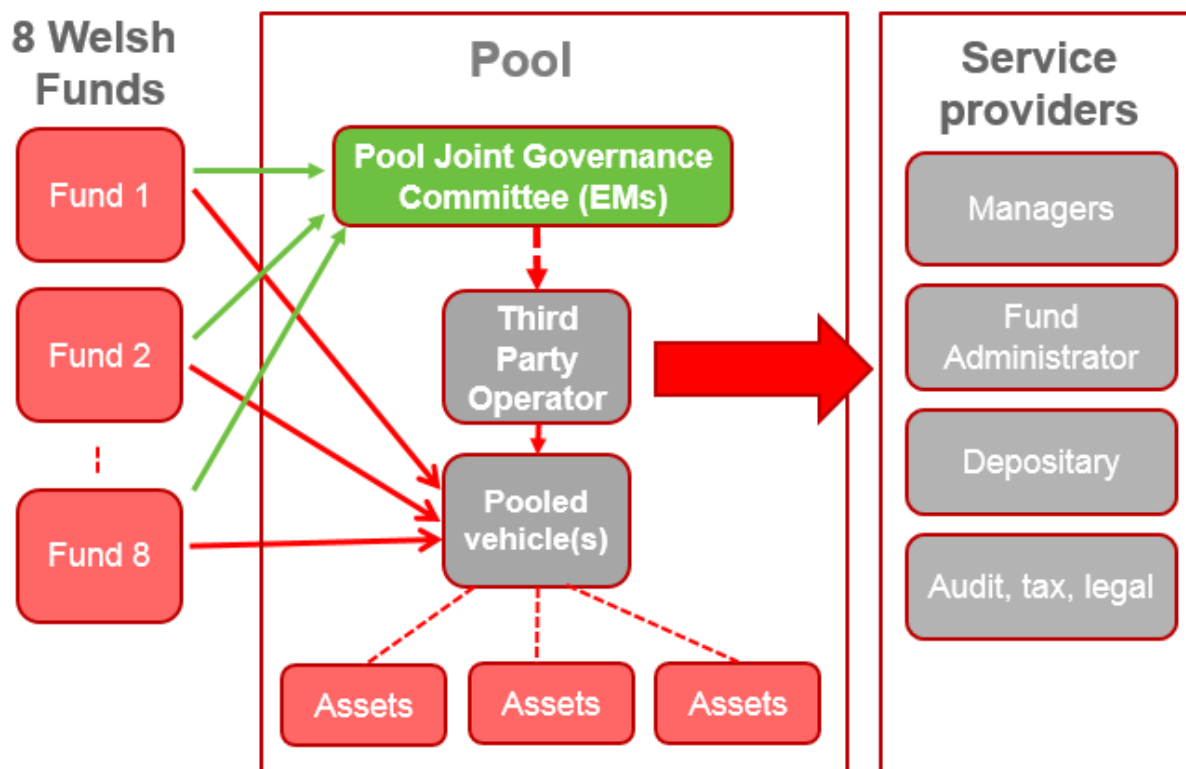 8 Welsh
Funds
Fund 1
Fund 2
Fund 8
Pool
Pool Joint Governance
Committee (EMs)
Third
Party
Operator
Pooled
vehicle(s)
Assets
Assets
Assets
Service
providers
Managers
Fund
Administrator
Depositary
Audit, tax, legal